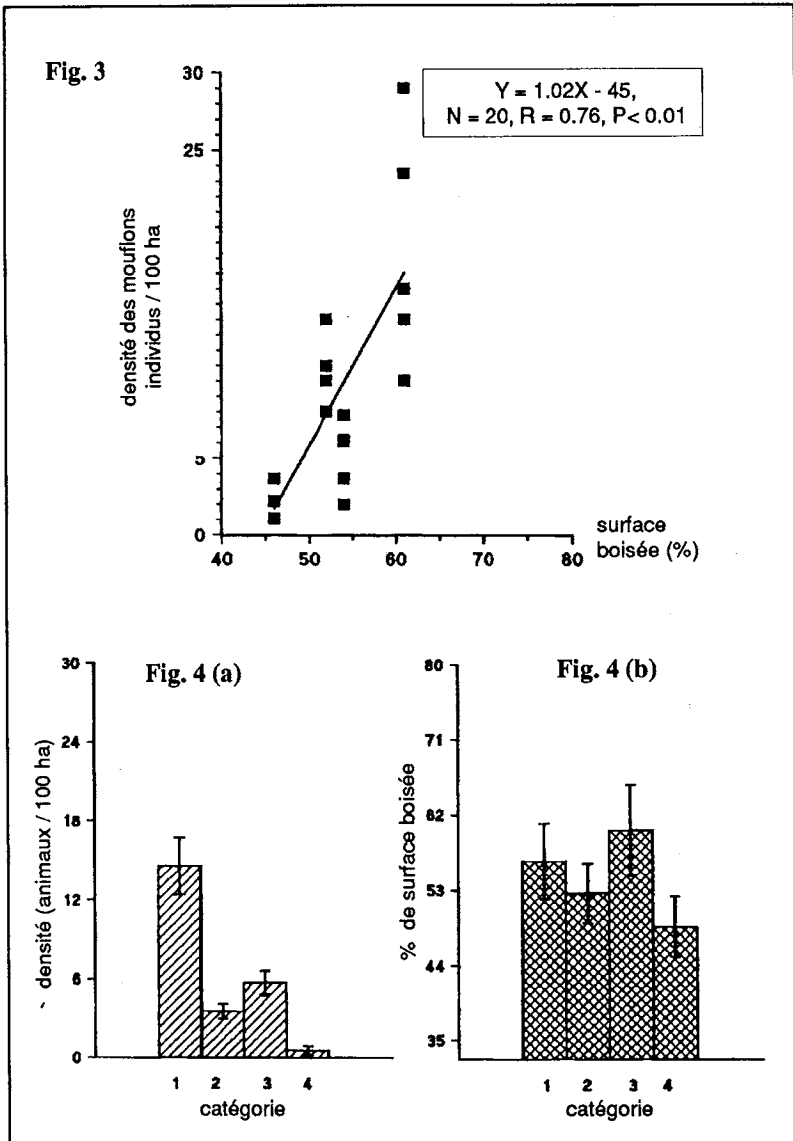 Fig. 3
Y = 1.02X - 45,
N = 20, R = 0.76, P< 0.01
densité des mouflons
individus / 100 ha
30
25
5
0
40 50 60 70 80
surface
boisée (%)
Fig. 4 (a)
densité (animaux / 100 ha)
30
24
18
12
6
0
1 2 3 4
catégorie
Fig. 4 (b)
% de surface boisée
80
71
62
53
44
35
1 2 3 4
catégorie